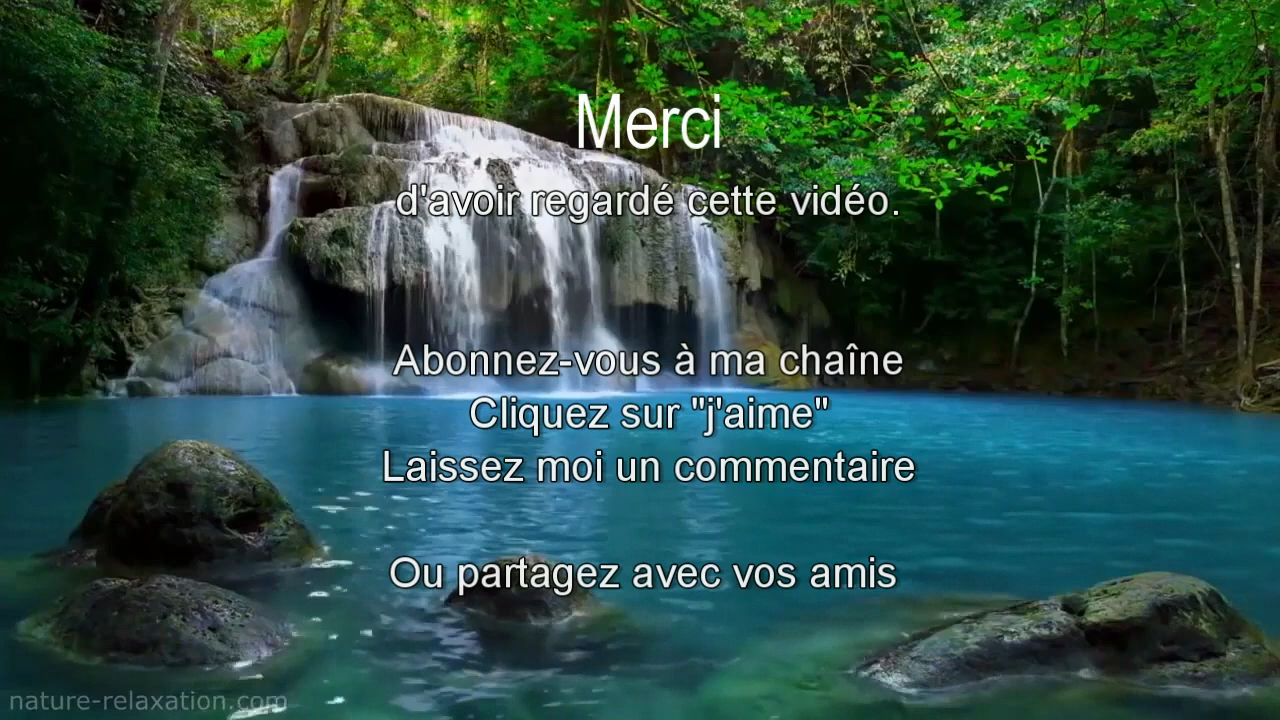 Merci
d'avoir regardé cette vidéo.
Abonnez-vous à ma chaîne
Cliquez sur "j'aime"
Laissez moi un commentaire
Ou partagez avec vos amis
nature-relaxation.com